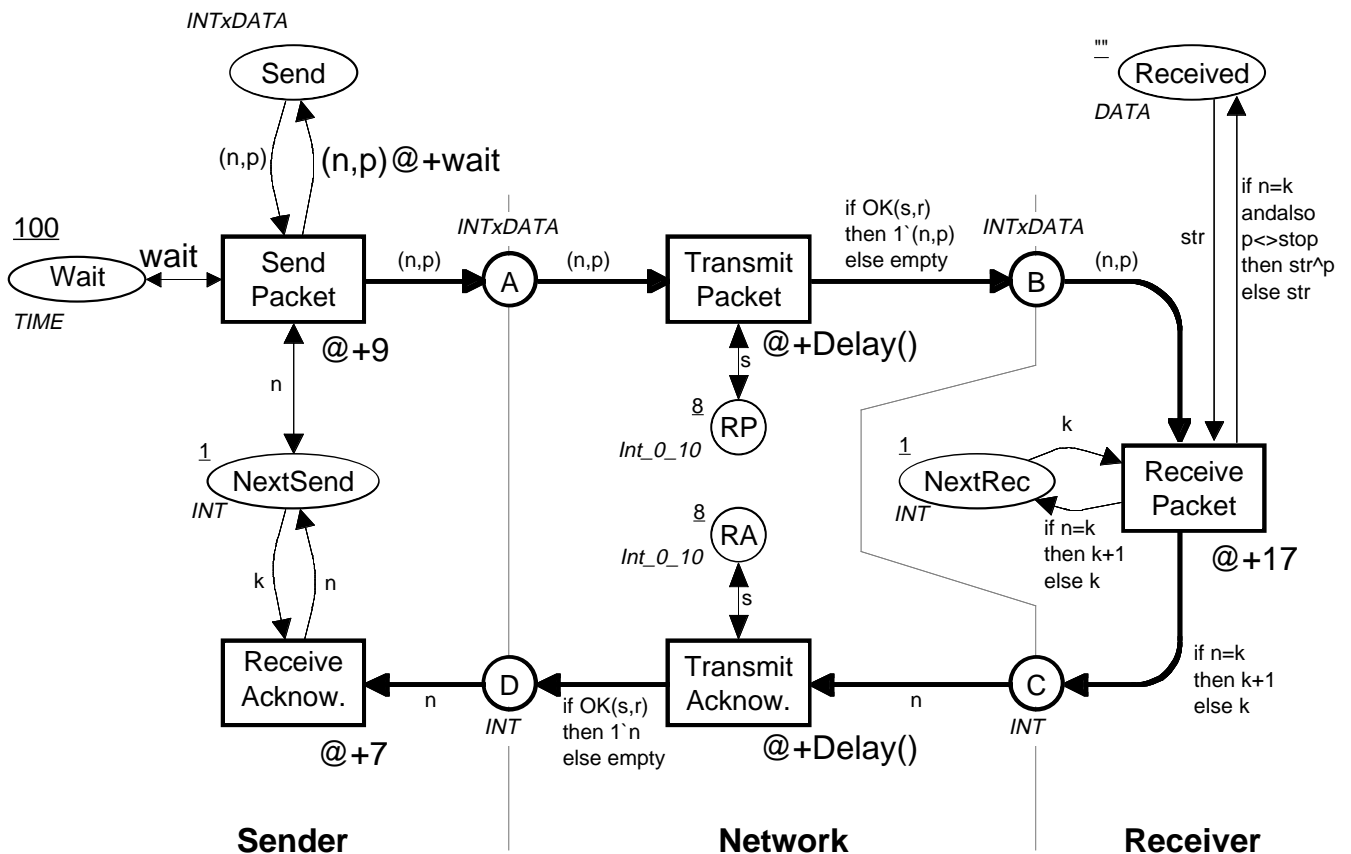 INTxDATA
Send
(n,p)
(n,p)@+wait
100
Wait
TIME
wait
Send
Packet
@+9
(n,p)
INTxDATA
A
(n,p)
Transmit
Packet
@+Delay()
if OK(s,r)
then 1`(n,p)
else empty
INTxDATA
B
(n,p)
""
Received
DATA
str
if n=k
andalso
p<>stop
then str^p
else str
n
1
NextSend
INT
k
n
s
8
RP
Int_0_10
8
RA
Int_0_10
s
1
NextRec
INT
k
if n=k
then k+1
else k
Receive
Packet
@+17
Receive
Acknow.
@+7
n
D
INT
if OK(s,r)
then 1`n
else empty
Transmit
Acknow.
@+Delay()
n
C
INT
if n=k
then k+1
else k
Sender
Network
Receiver